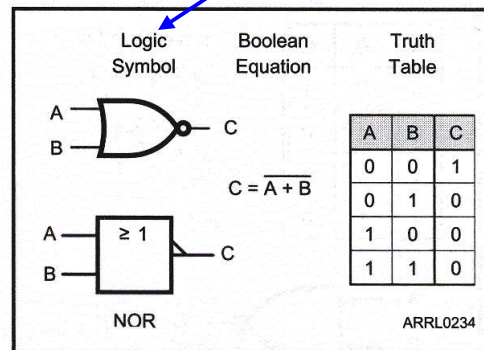 Logic Symbol Boolean Equation Truth Table
A
B
C
C = A + B
A
B
≥ 1
C
NOR
A B C
0 0 1
0 1 0
1 0 0
1 1 0
ARRL0234